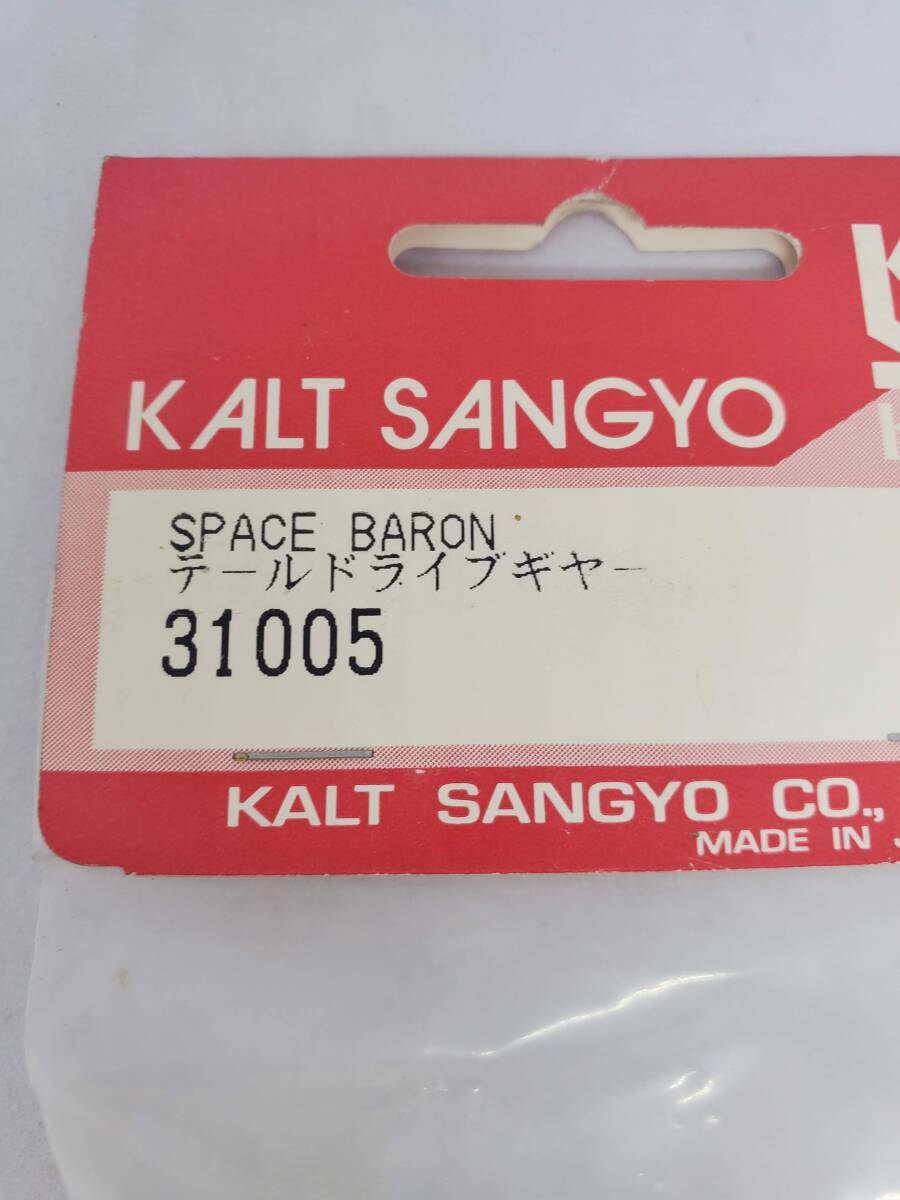 KALT SANGYO
SPACE BARON
テールドライブギヤー
31005
KALT SANGYO CO.,
MADE IN